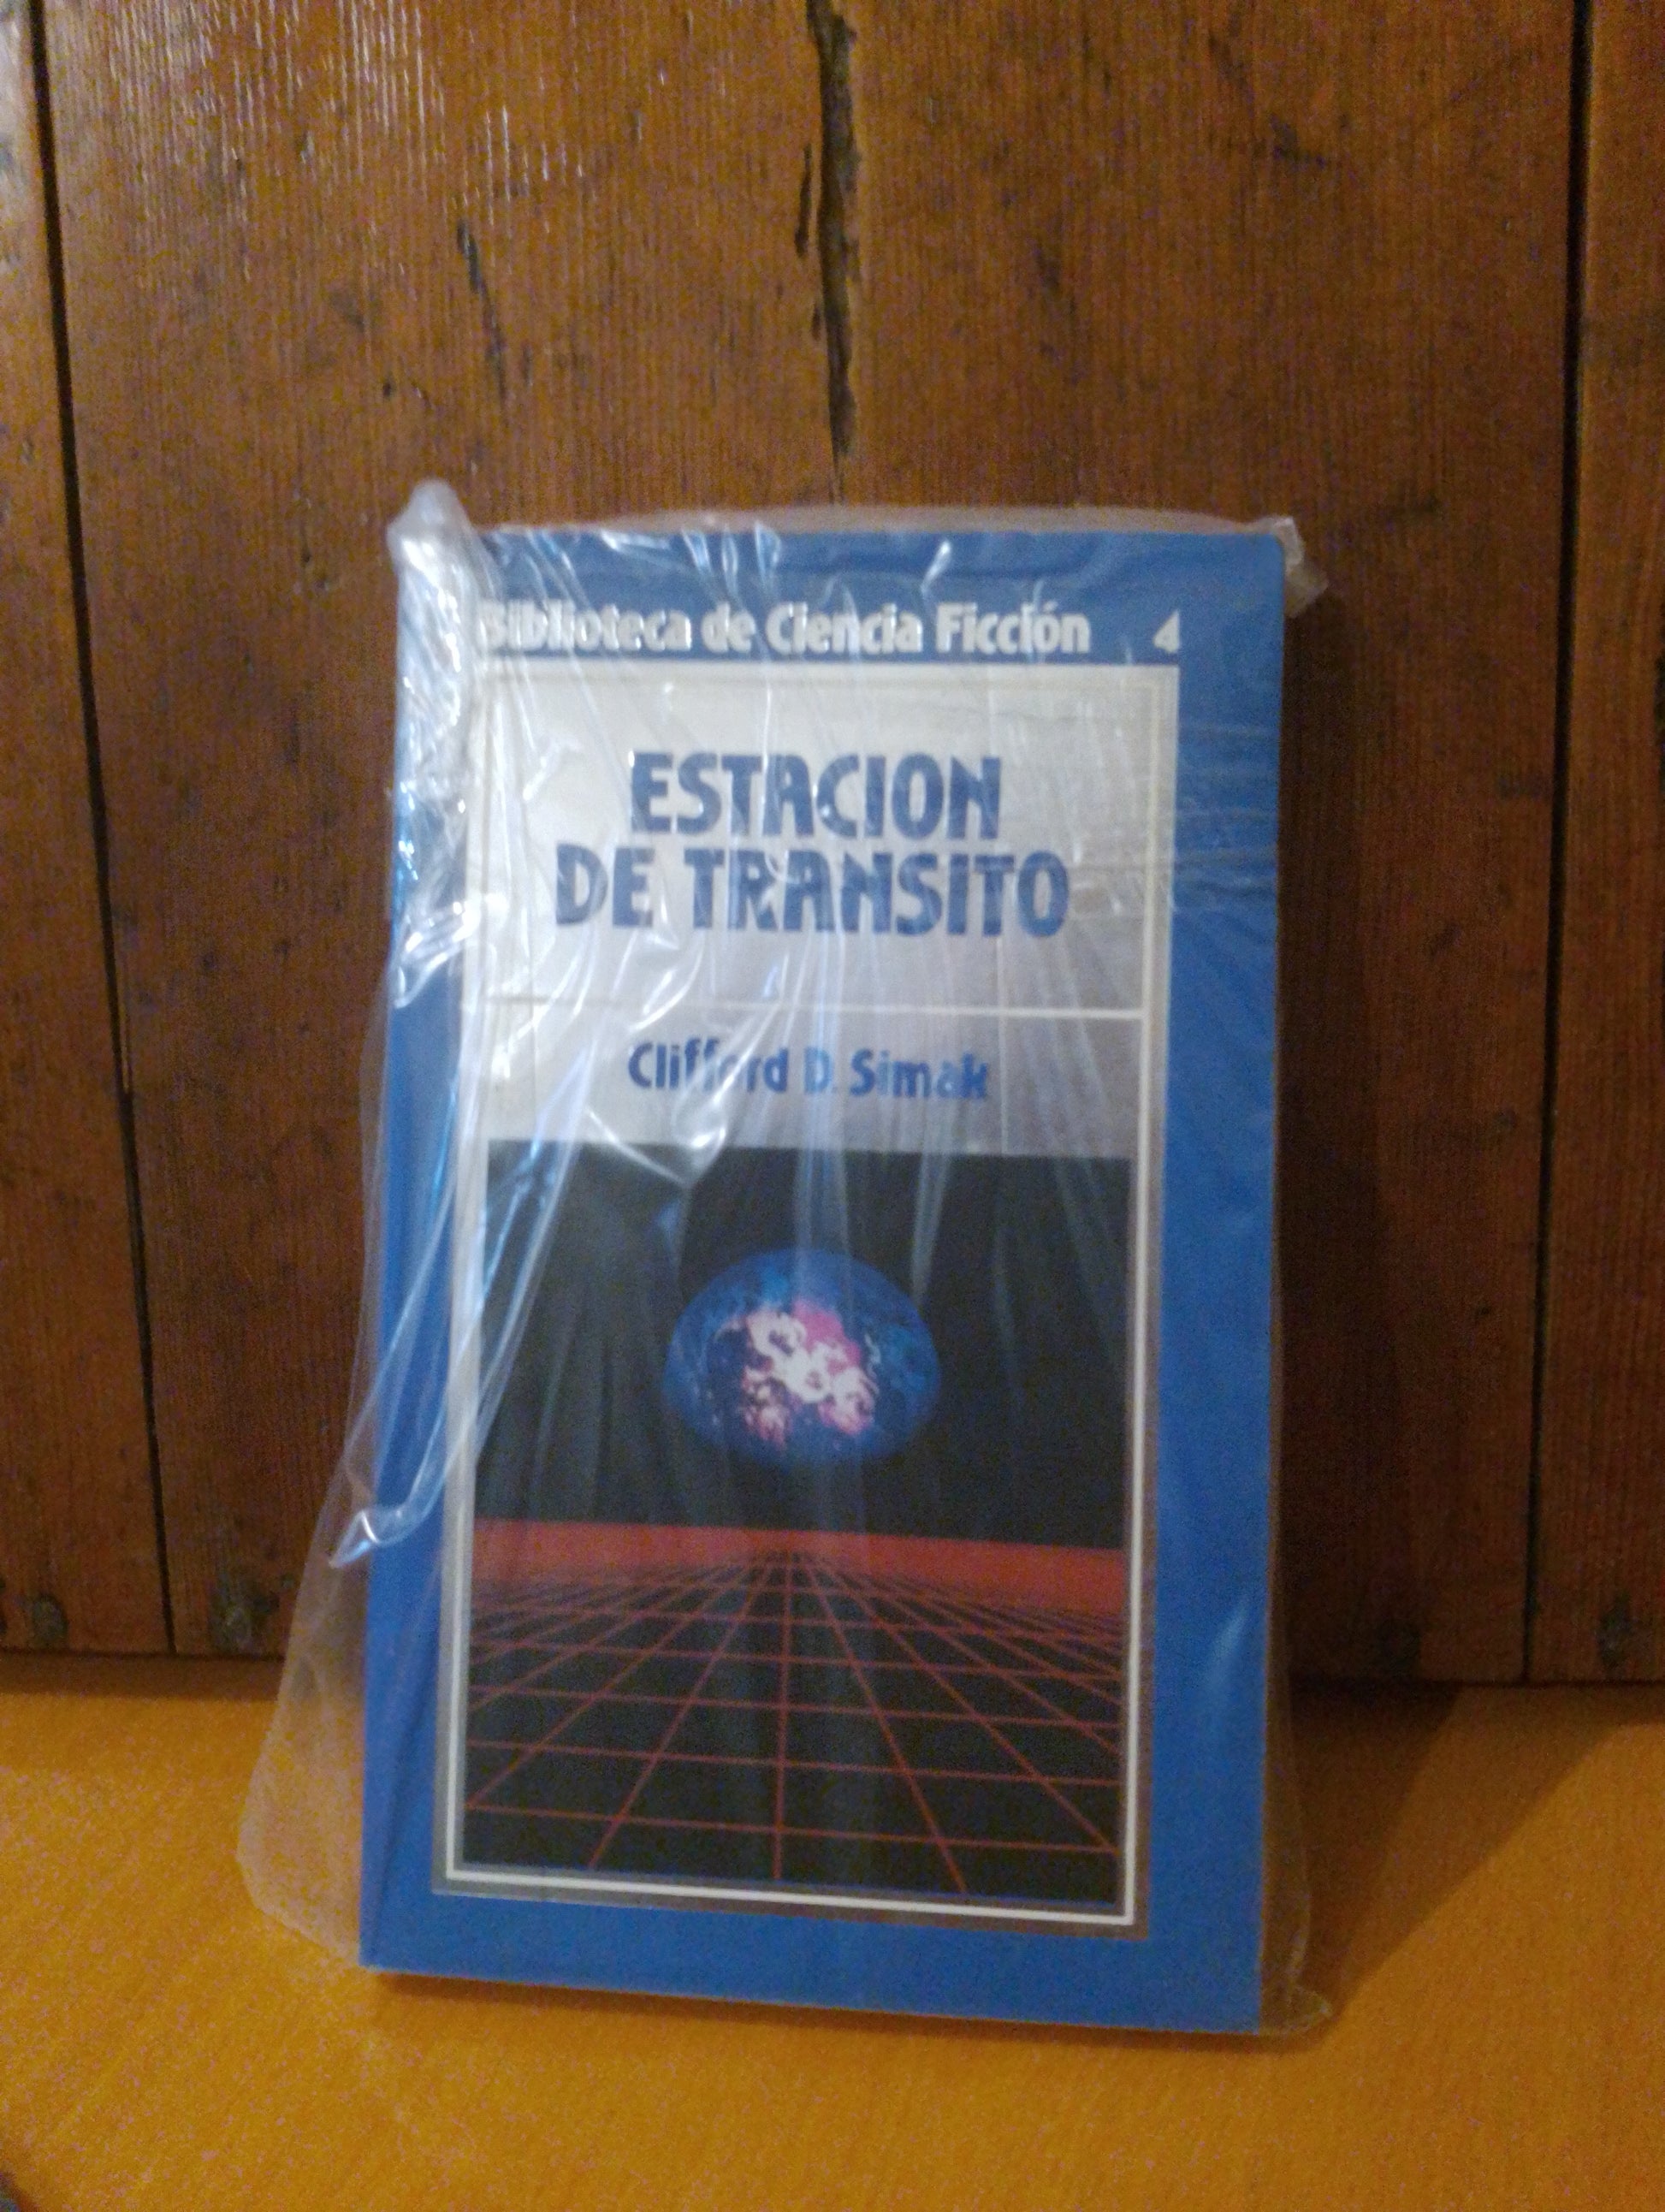 Biblioteca de Ciencia Ficción 4
ESTACION
DE TRANSITO
Clifford D. Simak